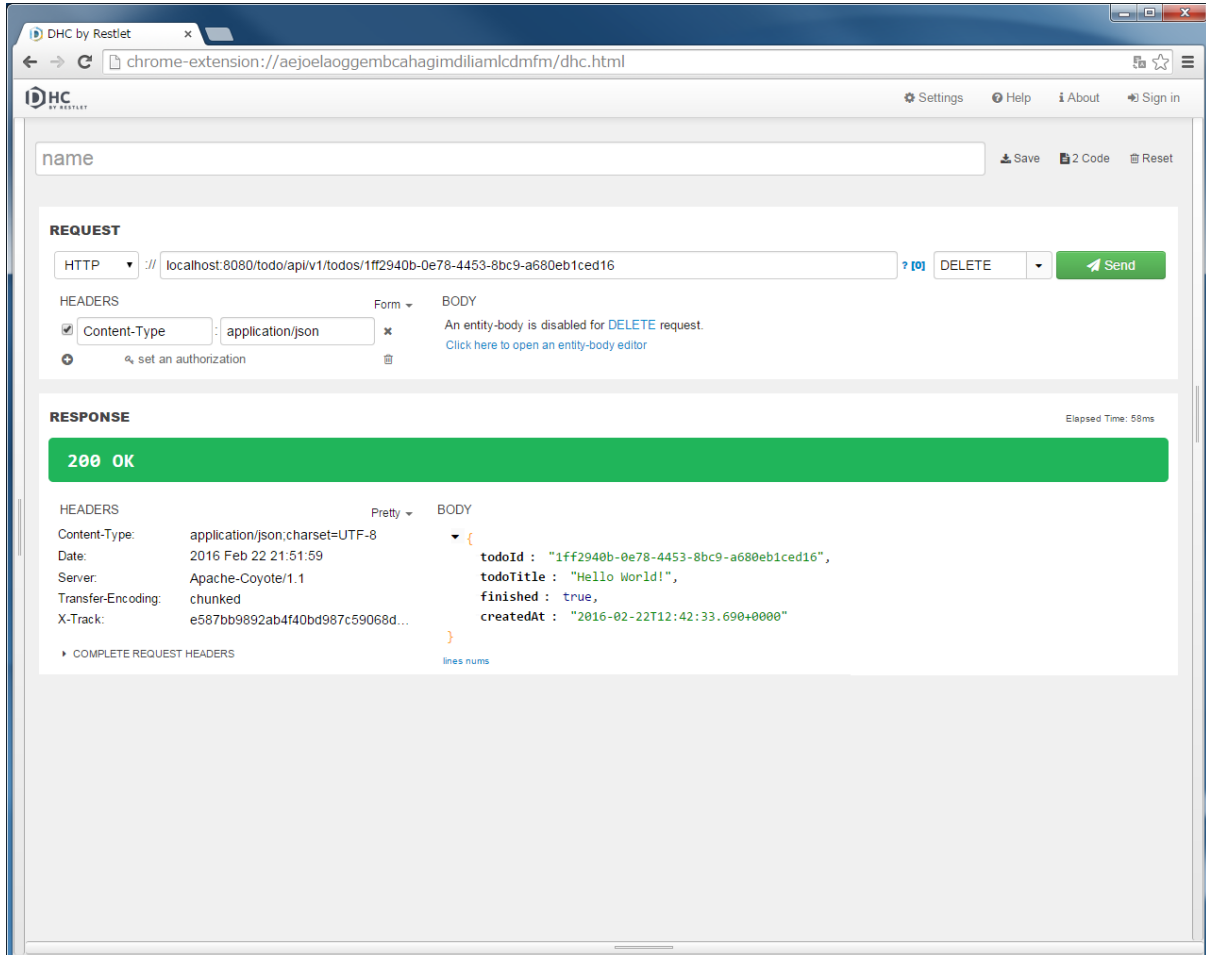 DHC by Restlet
chrome-extension://aejoelaoggembcahagimdiliamlcdmfm/dhc.html
DHC BY RESTLET
Settings Help About Sign in
name
Save 2 Code Reset
REQUEST
HTTP :// localhost:8080/todo/api/v1/todos/1ff2940b-0e78-4453-8bc9-a680eb1ced16 ? [0] DELETE Send
HEADERS Form BODY
Content-Type : application/json An entity-body is disabled for DELETE request.
set an authorization Click here to open an entity-body editor
RESPONSE Elapsed Time: 58ms
200 OK
HEADERS Pretty BODY
Content-Type: application/json;charset=UTF-8 {
Date: 2016 Feb 22 21:51:59 todoId : "1ff2940b-0e78-4453-8bc9-a680eb1ced16",
Server: Apache-Coyote/1.1 todoTitle : "Hello World!",
Transfer-Encoding: chunked finished : true,
X-Track: e587bb9892ab4f40bd987c59068d... createdAt : "2016-02-22T12:42:33.690+0000"
}
COMPLETE REQUEST HEADERS lines nums